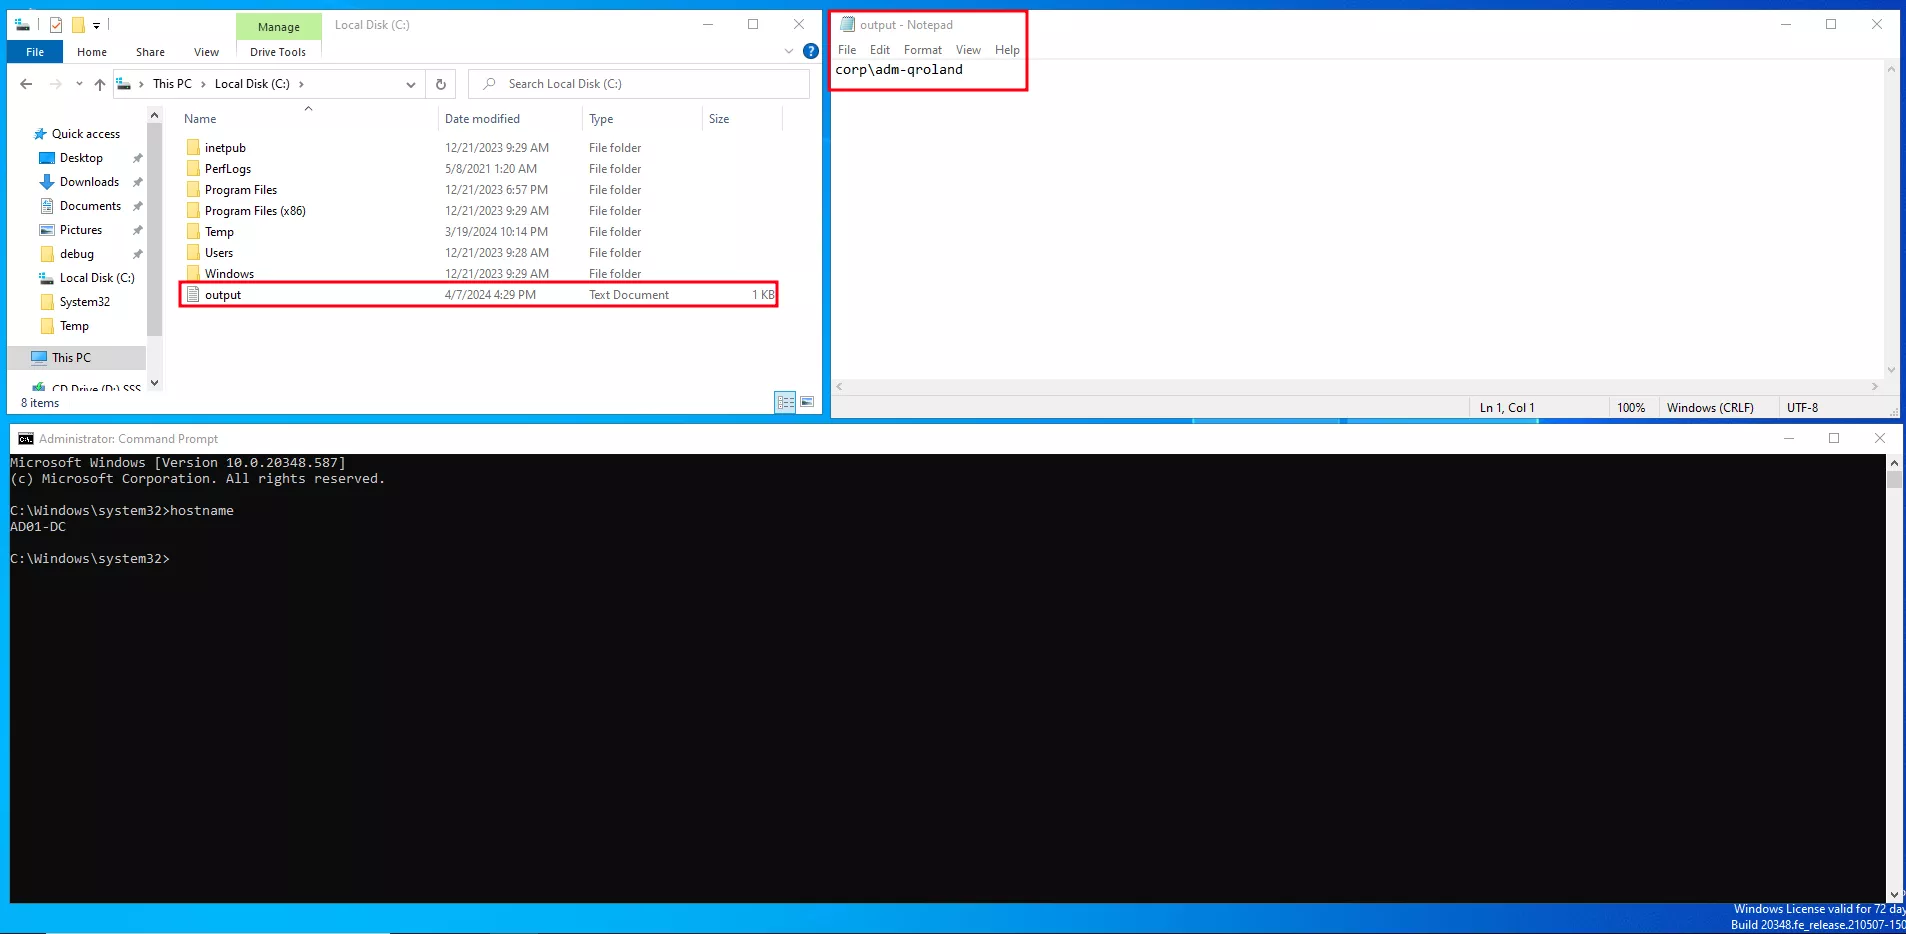 Manage
Local Disk (C:)
File
Home
Share
View
Drive Tools
This PC > Local Disk (C:) >
Search Local Disk (C:)
Name
Date modified
Type
Size
Quick access
Desktop
Downloads
Documents
Pictures
debug
Local Disk (C:)
System32
Temp
This PC
CD Drive (D:) SSS
inetpub 12/21/2023 9:29 AM File folder
PerfLogs 5/8/2021 1:20 AM File folder
Program Files 12/21/2023 6:57 PM File folder
Program Files (x86) 12/21/2023 9:29 AM File folder
Temp 3/19/2024 10:14 PM File folder
Users 12/21/2023 9:28 AM File folder
Windows 12/21/2023 9:29 AM File folder
output 4/7/2024 4:29 PM Text Document 1 KB
8 items
output - Notepad
File Edit Format View Help
corp\adm-qroland
Ln 1, Col 1
100%
Windows (CRLF)
UTF-8
Administrator: Command Prompt
Microsoft Windows [Version 10.0.20348.587]
(c) Microsoft Corporation. All rights reserved.
C:\Windows\system32>hostname
AD01-DC
C:\Windows\system32>
Windows License valid for 72 day
Build 20348.fe_release.210507-150